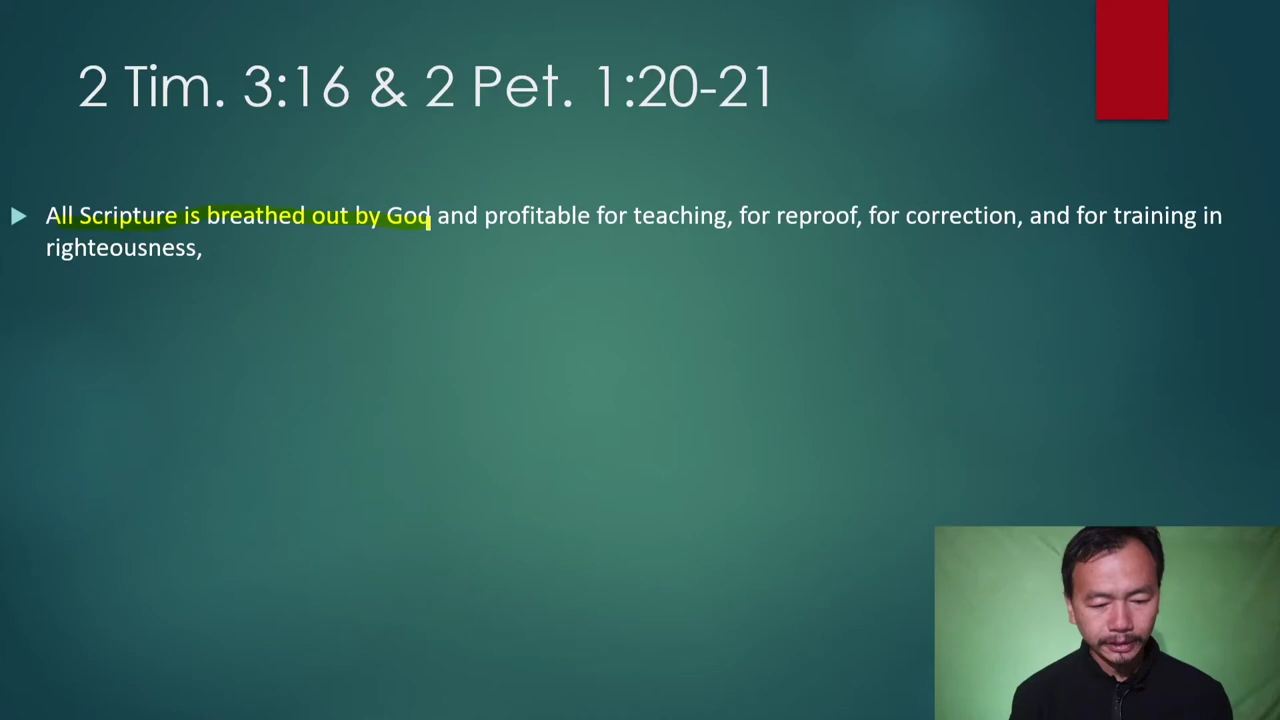 2 Tim. 3:16 & 2 Pet. 1:20-21
All Scripture is breathed out by God and profitable for teaching, for reproof, for correction, and for training in
righteousness,